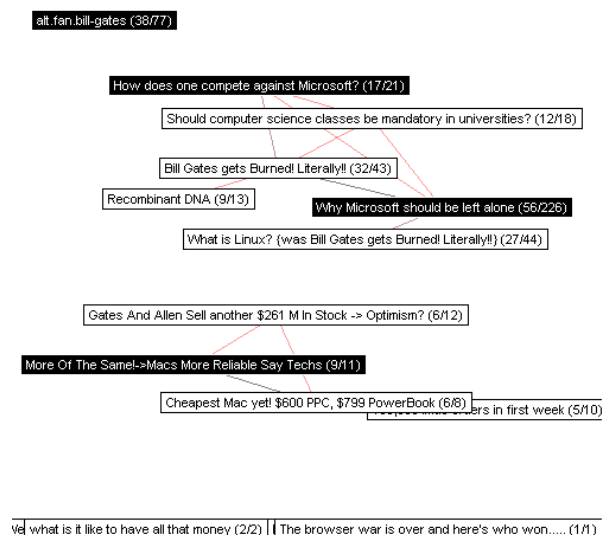 alt.fan.bill-gates (38/77)
How does one compete against Microsoft? (17/21)
Should computer science classes be mandatory in universities? (12/18)
Bill Gates gets Burned! Literally!! (32/43)
Recombinant DNA (9/13)
Why Microsoft should be left alone (56/226)
What is Linux? {was Bill Gates gets Burned! Literally!!} (27/44)
Gates And Allen Sell another $261 M In Stock -> Optimism? (6/12)
More Of The Same!->Macs More Reliable Say Techs (9/11)
Cheapest Mac yet! $600 PPC, $799 PowerBook (6/8)
in first week (5/10)
what is it like to have all that money (2/2)
The browser war is over and here's who won..... (1/1)